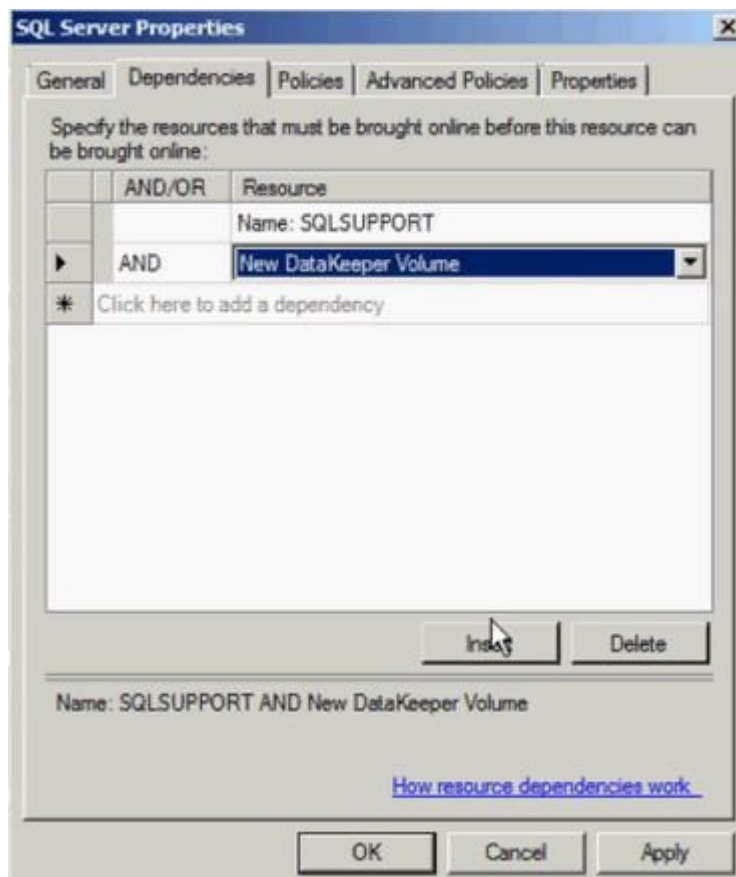 SQL Server Properties
General Dependencies Policies Advanced Policies Properties
Specify the resources that must be brought online before this resource can
be brought online:
AND/OR Resource
Name: SQLSUPPORT
AND New DataKeeper Volume
Click here to add a dependency
Delete
Name: SQLSUPPORT AND New DataKeeper Volume
How resource dependencies work
OK Cancel Apply